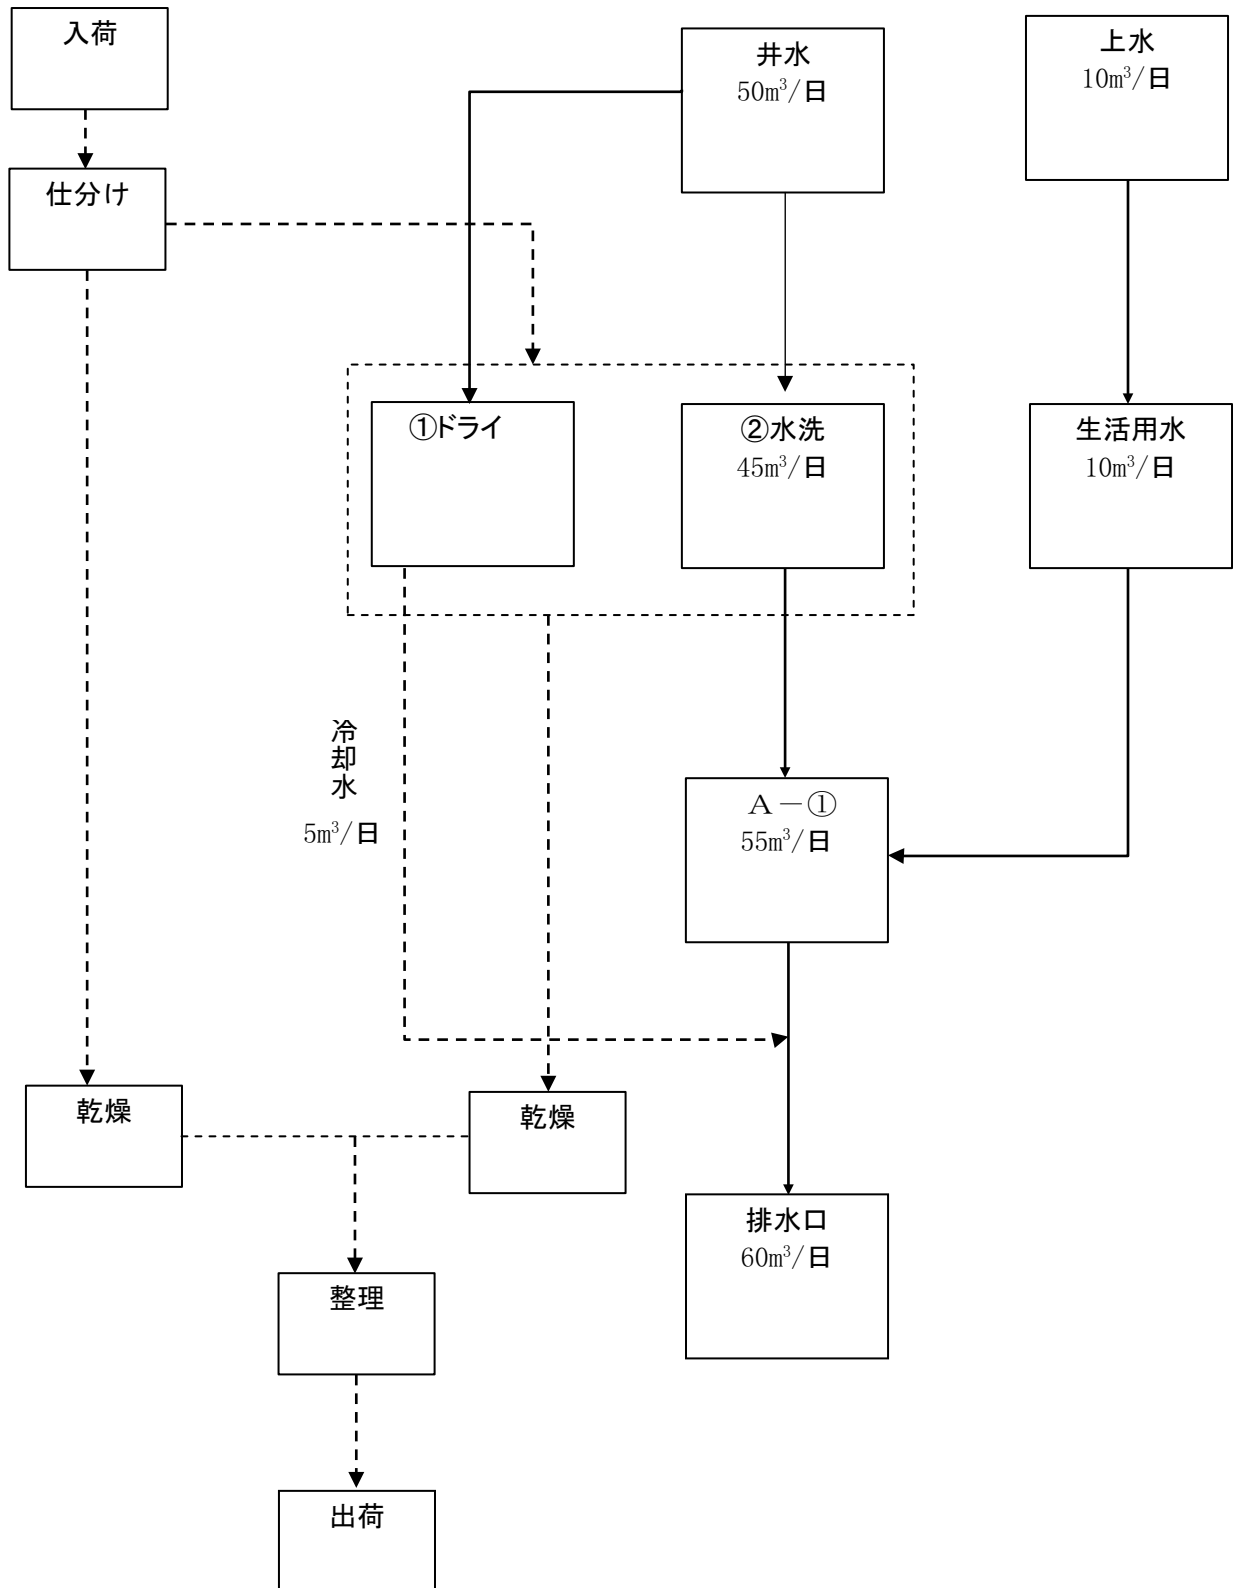 入荷
井水
50m³/日
上水
10m³/日
仕分け
①ドライ
②水洗
45m³/日
生活用水
10m³/日
冷却水
5m³/日
A－①
55m³/日
乾燥
乾燥
排水口
60m³/日
整理
出荷